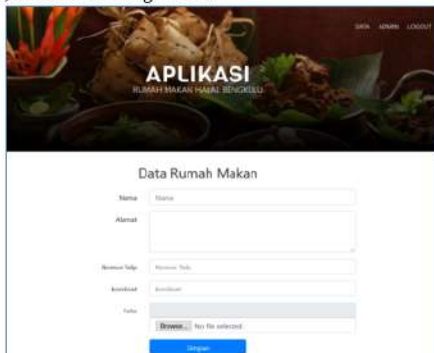 DATA ADMIN LOGOUT
APLIKASI
RUMAH MAKAN HALAL BENGKULU
Data Rumah Makan
Nama Nama
Alamat
Nomor Telp Nomor Telp
Koordinat Koordinat
Foto
Browse... No file selected.
Simpan